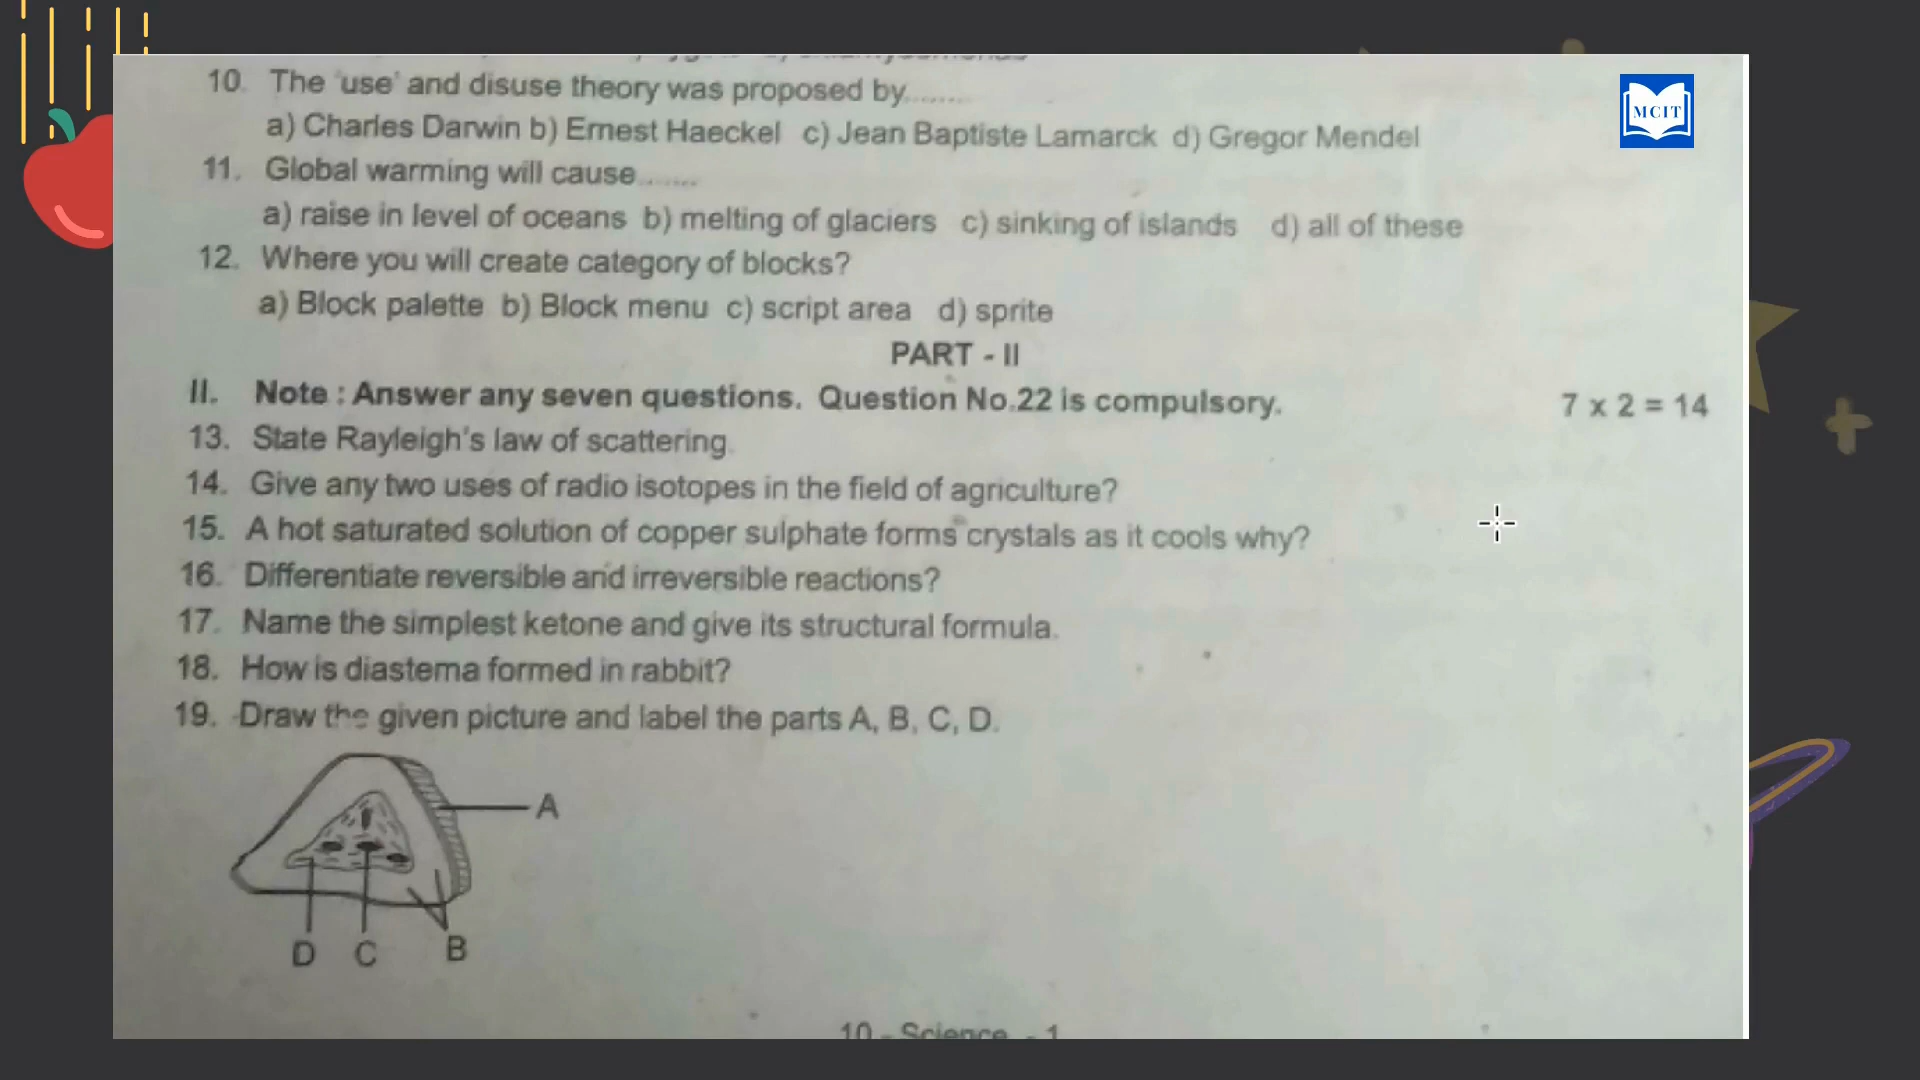 10. The 'use' and disuse theory was proposed by........
a) Charles Darwin b) Ernest Haeckel c) Jean Baptiste Lamarck d) Gregor Mendel
MCIT
11. Global warming will cause.......
a) raise in level of oceans b) melting of glaciers c) sinking of islands d) all of these
12. Where you will create category of blocks?
a) Block palette b) Block menu c) script area d) sprite
PART - II
II. Note : Answer any seven questions. Question No.22 is compulsory. 7 x 2 = 14
13. State Rayleigh's law of scattering.
14. Give any two uses of radio isotopes in the field of agriculture?
15. A hot saturated solution of copper sulphate forms crystals as it cools why?
16. Differentiate reversible and irreversible reactions?
17. Name the simplest ketone and give its structural formula.
18. How is diastema formed in rabbit?
19. Draw the given picture and label the parts A, B, C, D.
A
D C B
10 - Science - 1